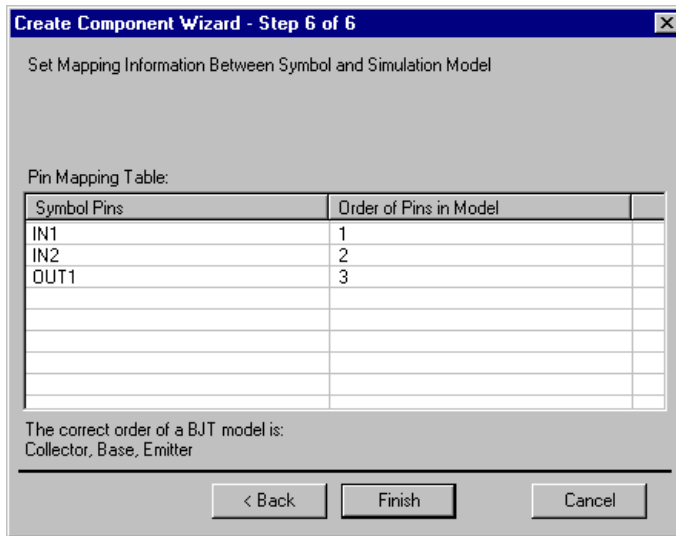 Create Component Wizard - Step 6 of 6
Set Mapping Information Between Symbol and Simulation Model
Pin Mapping Table:
Symbol Pins Order of Pins in Model
IN1 1
IN2 2
OUT1 3
The correct order of a BJT model is:
Collector, Base, Emitter
< Back Finish Cancel